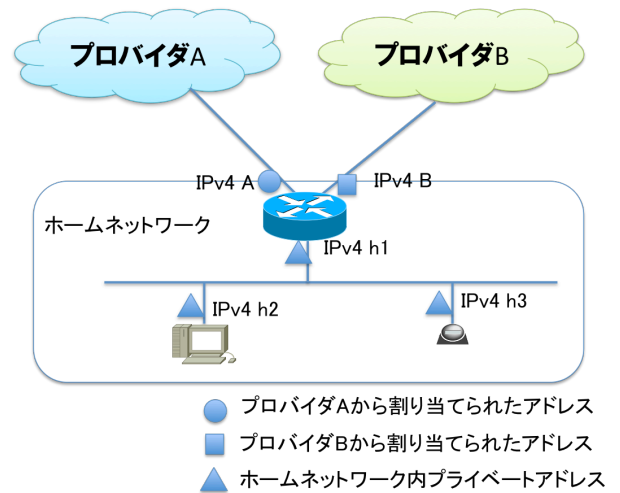 プロバイダA
プロバイダB
IPv4 A
IPv4 B
ホームネットワーク
IPv4 h1
IPv4 h2
IPv4 h3
プロバイダAから割り当てられたアドレス
プロバイダBから割り当てられたアドレス
ホームネットワーク内プライベートアドレス